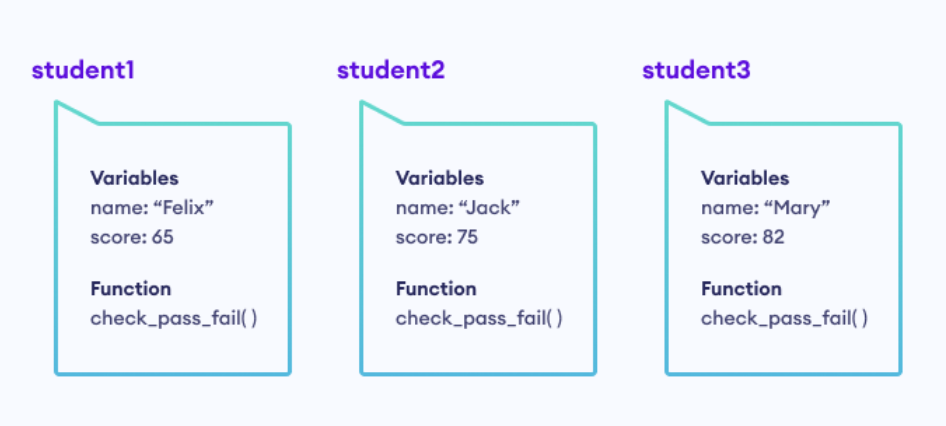 student1
Variables
name: “Felix”
score: 65
Function
check_pass_fail( )
student2
Variables
name: “Jack”
score: 75
Function
check_pass_fail( )
student3
Variables
name: “Mary”
score: 82
Function
check_pass_fail( )